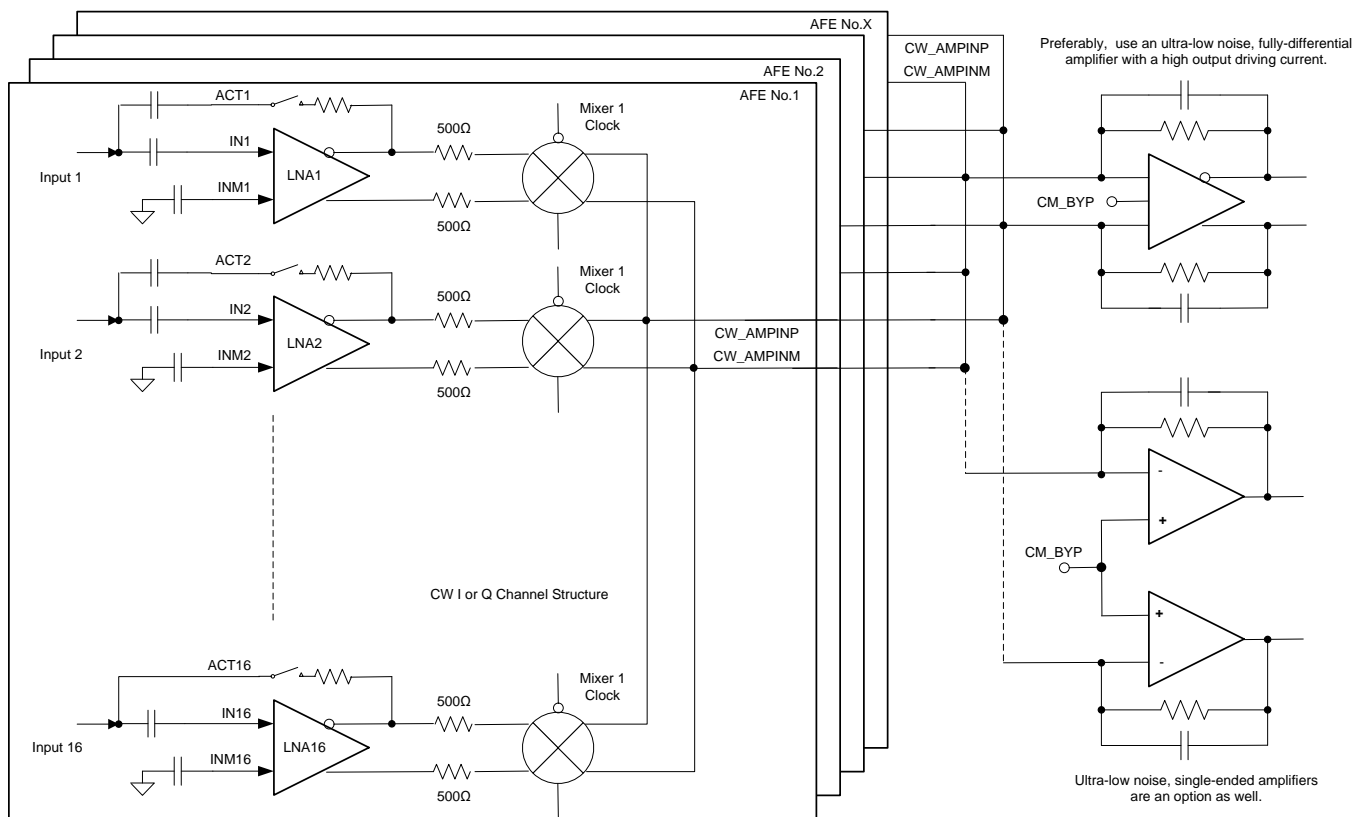 AFE No.X
CW_AMPINP
CW_AMPINM
Preferably, use an ultra-low noise, fully-differential
amplifier with a high output driving current.
AFE No.2
AFE No.1
ACT1
IN1
Input 1
INM1
LNA1
500Ω
500Ω
Mixer 1
Clock
CM_BYP
ACT2
IN2
Input 2
INM2
LNA2
500Ω
500Ω
Mixer 1
Clock
CW_AMPINP
CW_AMPINM
-
+
CM_BYP
+
-
CW I or Q Channel Structure
ACT16
IN16
Input 16
INM16
LNA16
500Ω
500Ω
Mixer 1
Clock
Ultra-low noise, single-ended amplifiers
are an option as well.